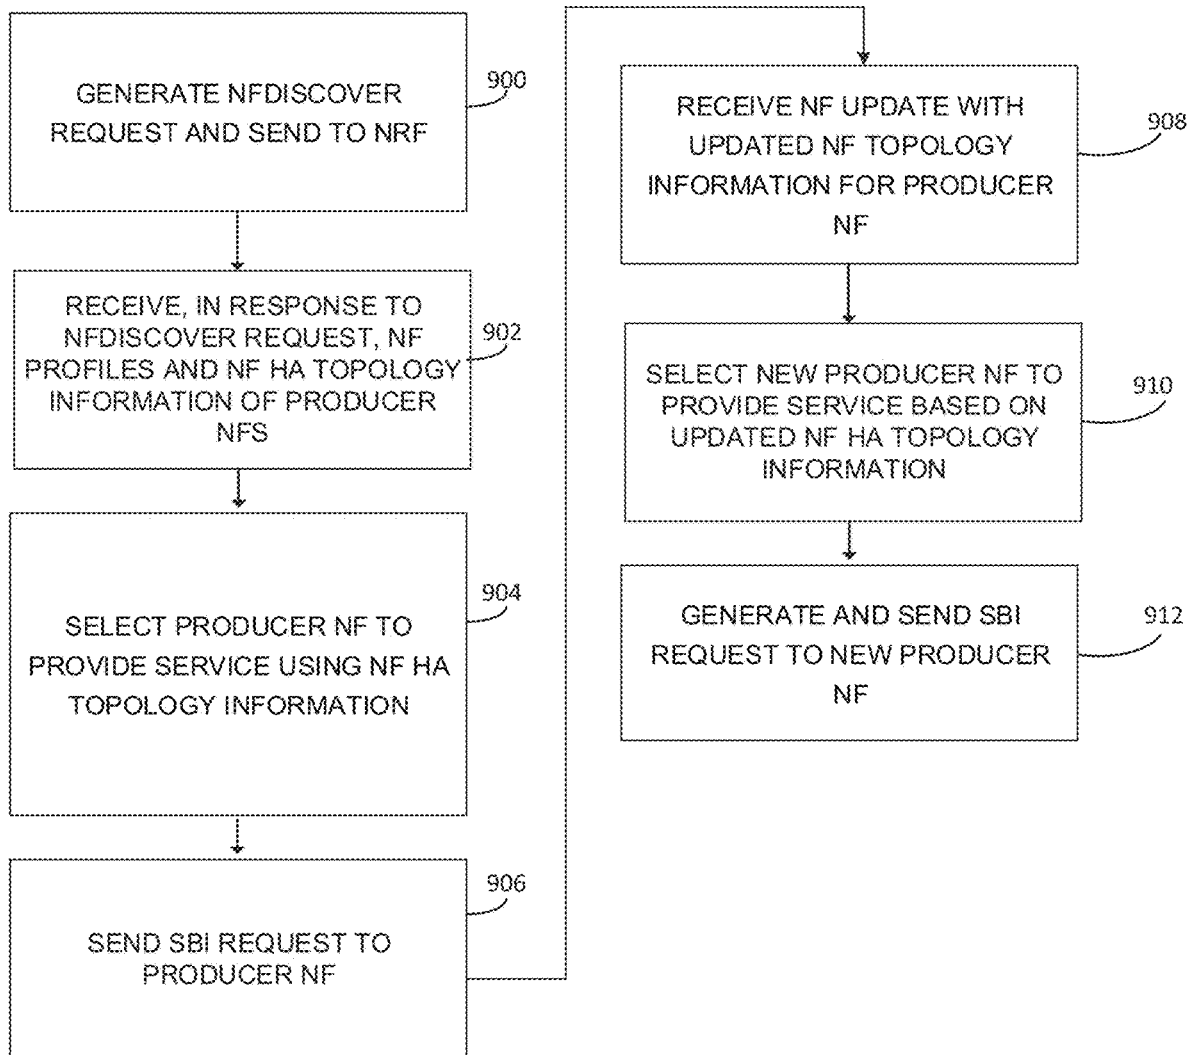 GENERATE NFDISCOVER
REQUEST AND SEND TO NRF
900
RECEIVE, IN RESPONSE TO
NFDISCOVER REQUEST, NF
PROFILES AND NF HA TOPOLOGY
INFORMATION OF PRODUCER
NFS
902
SELECT PRODUCER NF TO
PROVIDE SERVICE USING NF HA
TOPOLOGY INFORMATION
904
SEND SBI REQUEST TO
PRODUCER NF
906
RECEIVE NF UPDATE WITH
UPDATED NF TOPOLOGY
INFORMATION FOR PRODUCER
NF
908
SELECT NEW PRODUCER NF TO
PROVIDE SERVICE BASED ON
UPDATED NF HA TOPOLOGY
INFORMATION
910
GENERATE AND SEND SBI
REQUEST TO NEW PRODUCER
NF
912